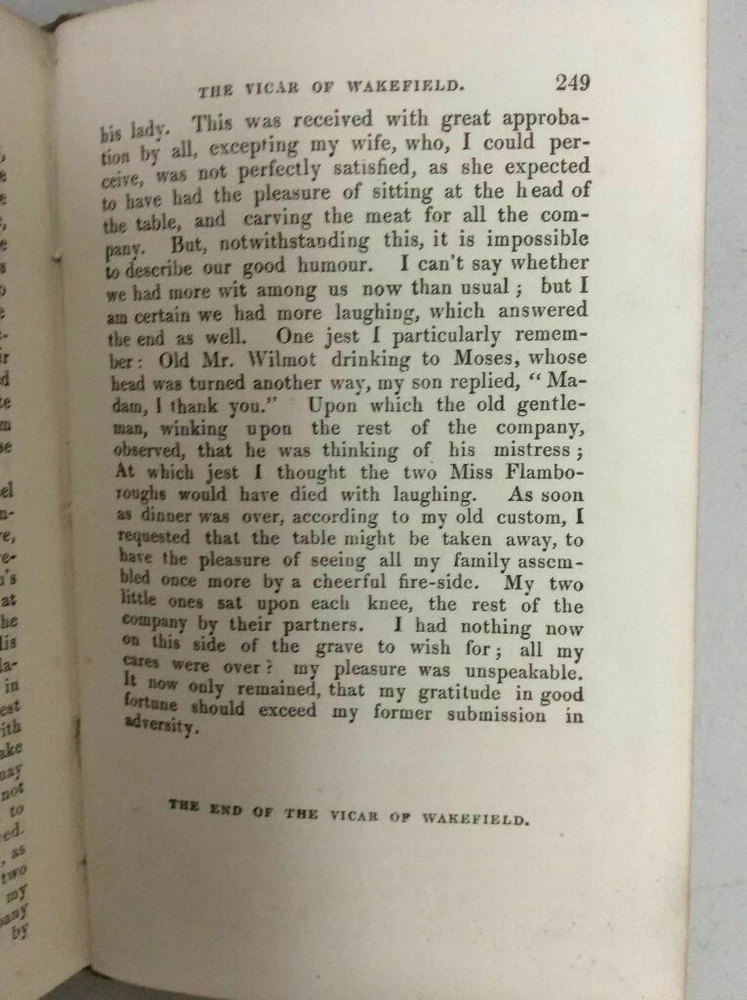 THE VICAR OF WAKEFIELD. 249
his lady. This was received with great approba-
tion by all, excepting my wife, who, I could per-
ceive, was not perfectly satisfied, as she expected
to have had the pleasure of sitting at the head of
the table, and carving the meat for all the com-
pany. But, notwithstanding this, it is impossible
to describe our good humour. I can't say whether
we had more wit among us now than usual; but I
am certain we had more laughing, which answered
the end as well. One jest I particularly remem-
ber: Old Mr. Wilmot drinking to Moses, whose
head was turned another way, my son replied, “Ma-
dam, I thank you.” Upon which the old gentle-
man, winking upon the rest of the company,
observed, that he was thinking of his mistress;
At which jest I thought the two Miss Flambo-
roughs would have died with laughing. As soon
as dinner was over, according to my old custom, I
requested that the table might be taken away, to
have the pleasure of seeing all my family assem-
bled once more by a cheerful fire-side. My two
little ones sat upon each knee, the rest of the
company by their partners. I had nothing now
on this side of the grave to wish for; all my
cares were over? my pleasure was unspeakable.
It now only remained, that my gratitude in good
fortune should exceed my former submission in
adversity.
THE END OF THE VICAR OF WAKEFIELD.